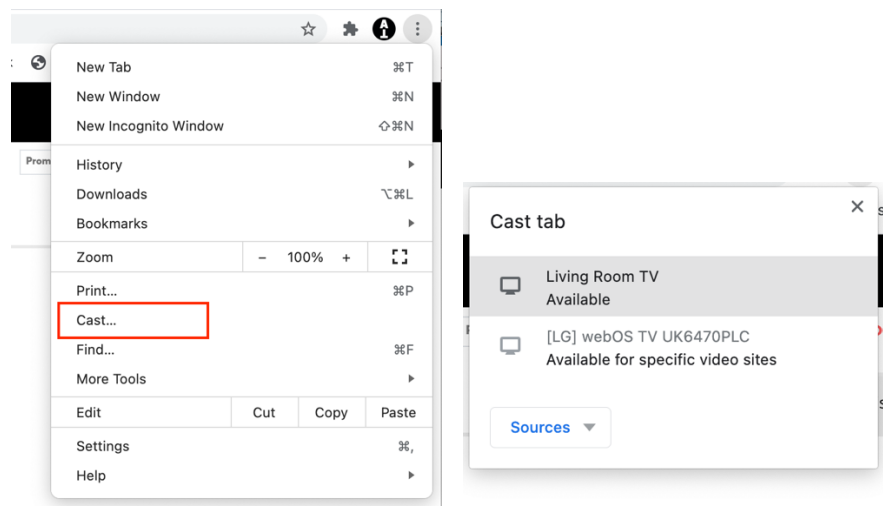 New Tab ⌘T
New Window ⌘N
New Incognito Window ⇧⌘N
Prom
History
Downloads ⌥⌘L
Bookmarks
Zoom − 100% +
Print... ⌘P
Cast...
Find... ⌘F
More Tools
Edit Cut Copy Paste
Settings ⌘,
Help
Cast tab
Living Room TV
Available
[LG] webOS TV UK6470PLC
Available for specific video sites
Sources